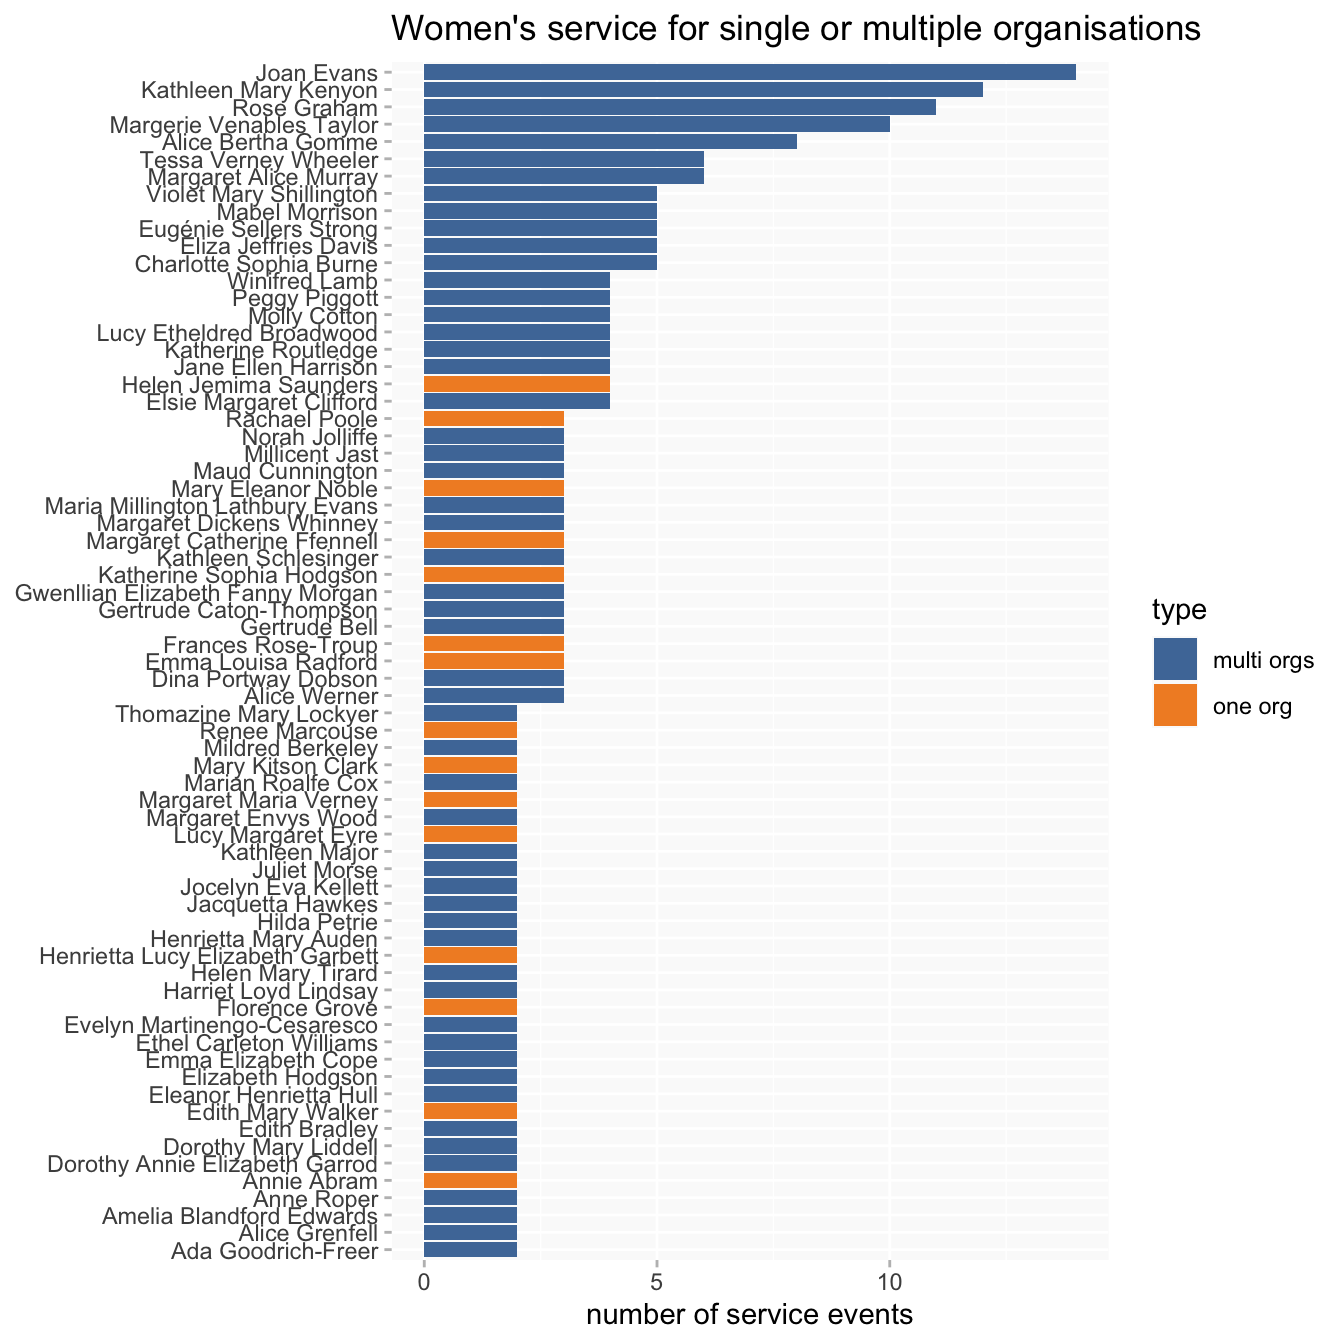 Women's service for single or multiple organisations
Joan Evans
Kathleen Mary Kenyon
Rose Graham
Margerie Venables Taylor
Alice Bertha Gomme
Tessa Verney Wheeler
Margaret Alice Murray
Violet Mary Shillington
Mabel Morrison
Eugénie Sellers Strong
Eliza Jeffries Davis
Charlotte Sophia Burne
Winifred Lamb
Peggy Piggott
Molly Cotton
Lucy Etheldred Broadwood
Katherine Routledge
Jane Ellen Harrison
Helen Jemima Saunders
Elsie Margaret Clifford
Rachael Poole
Norah Jolliffe
Millicent Jast
Maud Cunnington
Mary Eleanor Noble
Maria Millington Lathbury Evans
Margaret Dickens Whinney
Margaret Catherine Ffennell
Kathleen Schlesinger
Katherine Sophia Hodgson
Gwenllian Elizabeth Fanny Morgan
Gertrude Caton-Thompson
Gertrude Bell
Frances Rose-Troup
Emma Louisa Radford
Dina Portway Dobson
Alice Werner
Thomazine Mary Lockyer
Renee Marcouse
Mildred Berkeley
Mary Kitson Clark
Marian Roalfe Cox
Margaret Maria Verney
Margaret Envys Wood
Lucy Margaret Eyre
Kathleen Major
Juliet Morse
Jocelyn Eva Kellett
Jacquetta Hawkes
Hilda Petrie
Henrietta Mary Auden
Henrietta Lucy Elizabeth Garbett
Helen Mary Tirard
Harriet Loyd Lindsay
Florence Grove
Evelyn Martinengo-Cesaresco
Ethel Carleton Williams
Emma Elizabeth Cope
Elizabeth Hodgson
Eleanor Henrietta Hull
Edith Mary Walker
Edith Bradley
Dorothy Mary Liddell
Dorothy Annie Elizabeth Garrod
Annie Abram
Anne Roper
Amelia Blandford Edwards
Alice Grenfell
Ada Goodrich-Freer
0 5 10
number of service events
type
multi orgs
one org